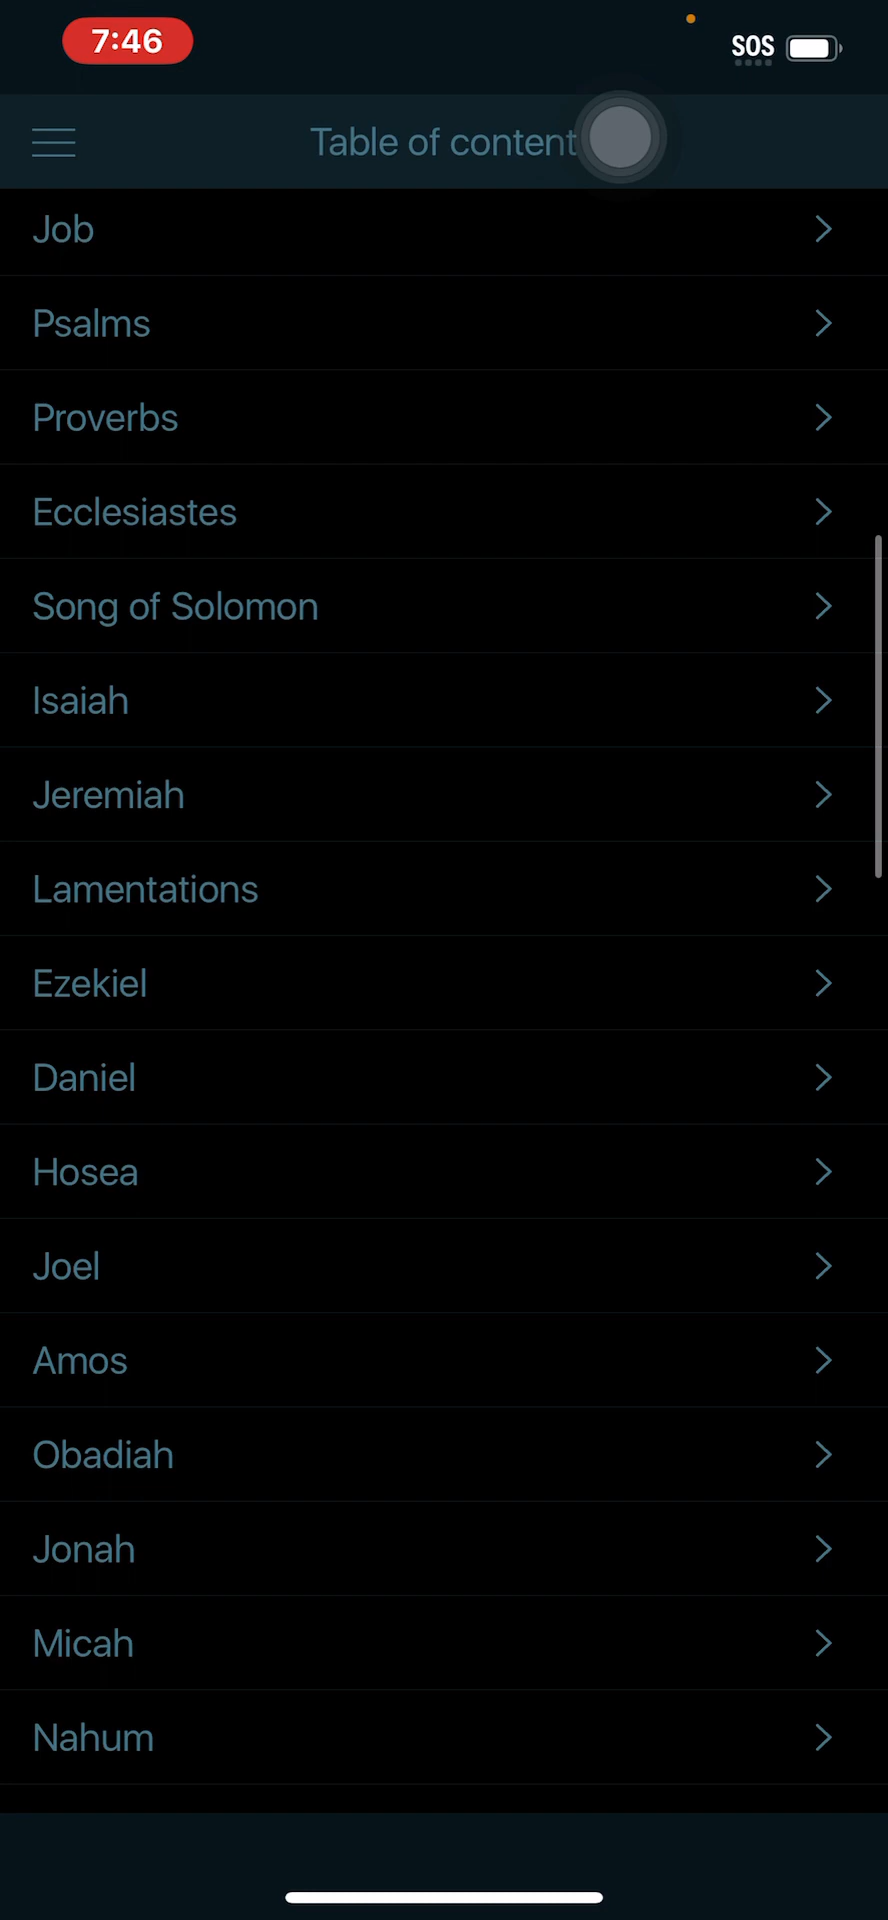 7:46
SOS
Table of content
Job
Psalms
Proverbs
Ecclesiastes
Song of Solomon
Isaiah
Jeremiah
Lamentations
Ezekiel
Daniel
Hosea
Joel
Amos
Obadiah
Jonah
Micah
Nahum